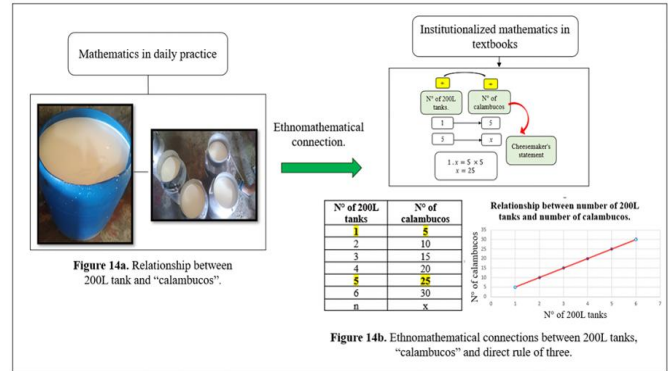 Mathematics in daily practice
Figure 14a. Relationship between
200L tank and “calambucos”.
Ethnomathematical
connection.
Institutionalized mathematics in
textbooks
+
+
N° of 200L
tanks.
N° of
calambucos
1
5
5
x
Cheesemaker's
statement
1.x = 5 × 5
x = 25
N° of 200L
tanks
N° of
calambucos
1
5
2
10
3
15
4
20
5
25
6
30
n
x
Relationship between number of 200L
tanks and number of calambucos.
N° of calambucos
35
30
25
20
15
10
5
0
0
1
2
3
4
5
6
7
N° of 200L tanks
Figure 14b. Ethnomathematical connections between 200L tanks,
“calambucos” and direct rule of three.